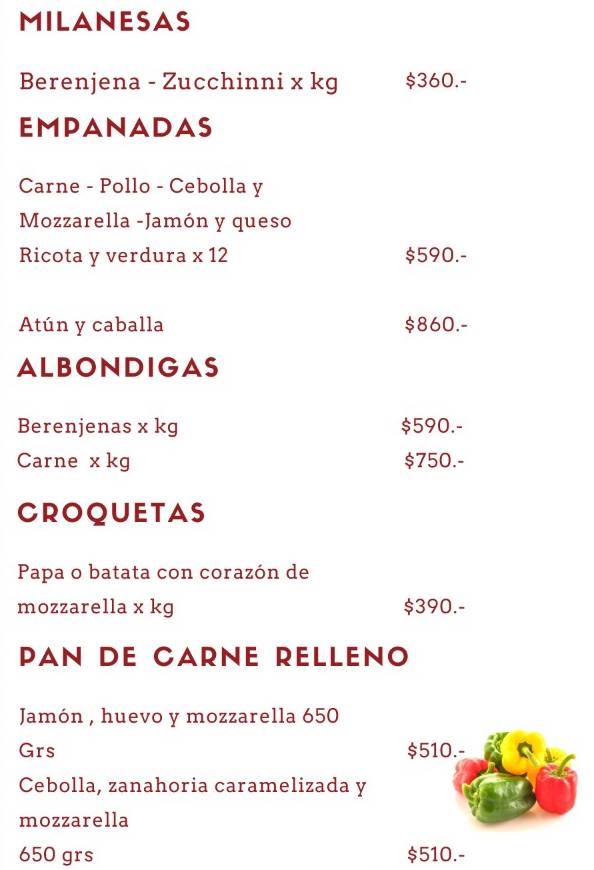 MILANESAS
Berenjena - Zucchinni x kg $360.-
EMPANADAS
Carne - Pollo - Cebolla y
Mozzarella -Jamón y queso
Ricota y verdura x 12 $590.-
Atún y caballa $860.-
ALBONDIGAS
Berenjenas x kg $590.-
Carne x kg $750.-
CROQUETAS
Papa o batata con corazón de
mozzarella x kg $390.-
PAN DE CARNE RELLENO
Jamón , huevo y mozzarella 650
Grs $510.-
Cebolla, zanahoria caramelizada y
mozzarella
650 grs $510.-